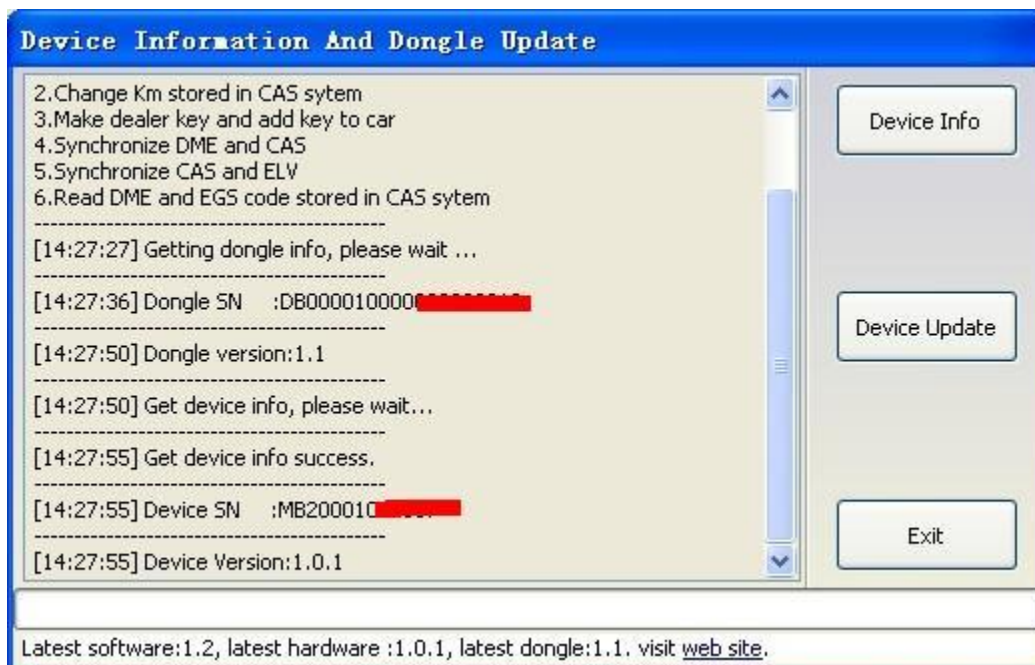 Device Information And Dongle Update
2.Change Km stored in CAS sytem
3.Make dealer key and add key to car
4.Synchronize DME and CAS
5.Synchronize CAS and ELV
6.Read DME and EGS code stored in CAS sytem
--------------------------------------------
[14:27:27] Getting dongle info, please wait ...
--------------------------------------------
[14:27:36] Dongle SN :
--------------------------------------------
[14:27:50] Dongle version:1.1
--------------------------------------------
[14:27:50] Get device info, please wait...
--------------------------------------------
[14:27:55] Get device info success.
--------------------------------------------
[14:27:55] Device SN :
--------------------------------------------
[14:27:55] Device Version:1.0.1
Device Info
Device Update
Exit
Latest software:1.2, latest hardware :1.0.1, latest dongle:1.1. visit web site.